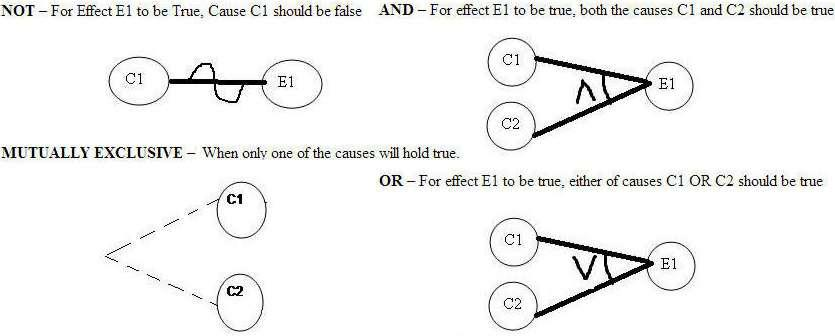 NOT – For Effect E1 to be True, Cause C1 should be false
C1
E1
AND – For effect E1 to be true, both the causes C1 and C2 should be true
C1
Λ
E1
C2
MUTUALLY EXCLUSIVE – When only one of the causes will hold true.
C1
C2
OR – For effect E1 to be true, either of causes C1 OR C2 should be true
C1
V
E1
C2